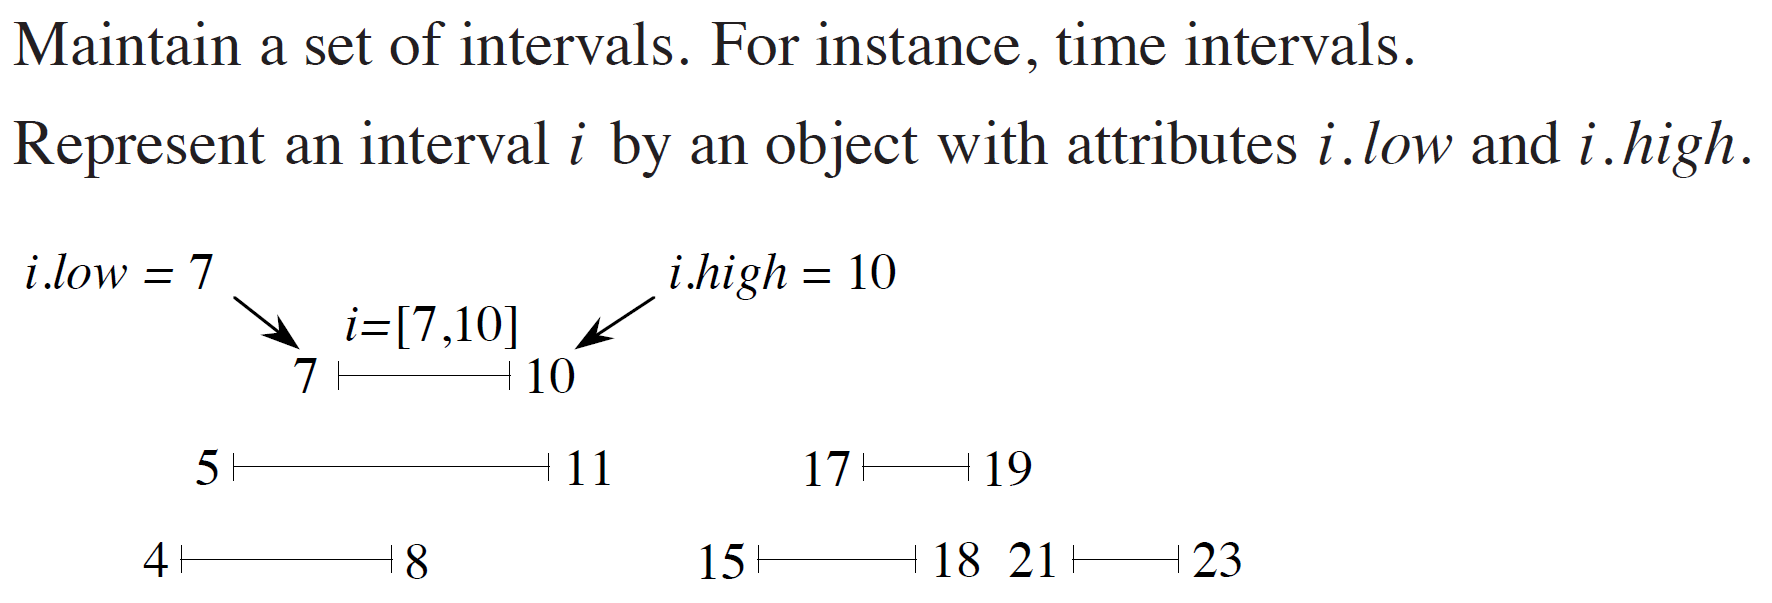 Maintain a set of intervals. For instance, time intervals.
Represent an interval i by an object with attributes i.low and i.high.
i.low = 7
i.high = 10
i=[7,10]
7 10
5 11
17 19
4 8
15 18
21 23